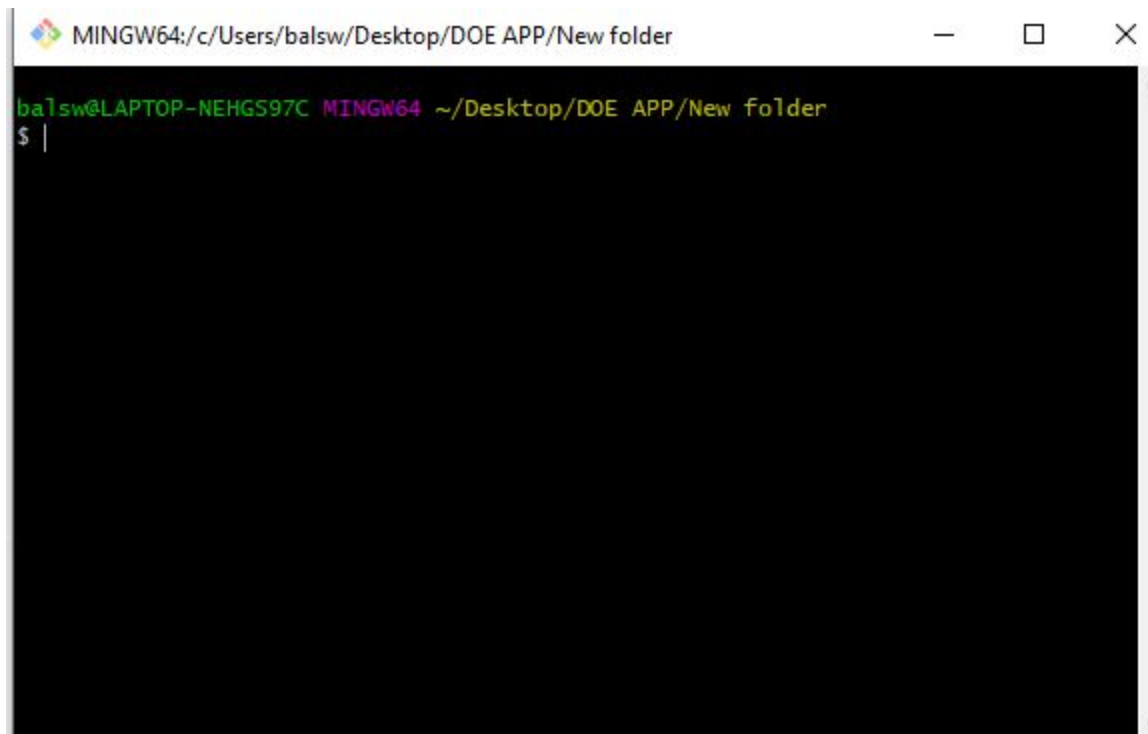 MINGW64:/c/Users/balsw/Desktop/DOE APP/New folder
balsw@LAPTOP-NEHGS97C MINGW64 ~/Desktop/DOE APP/New folder
$